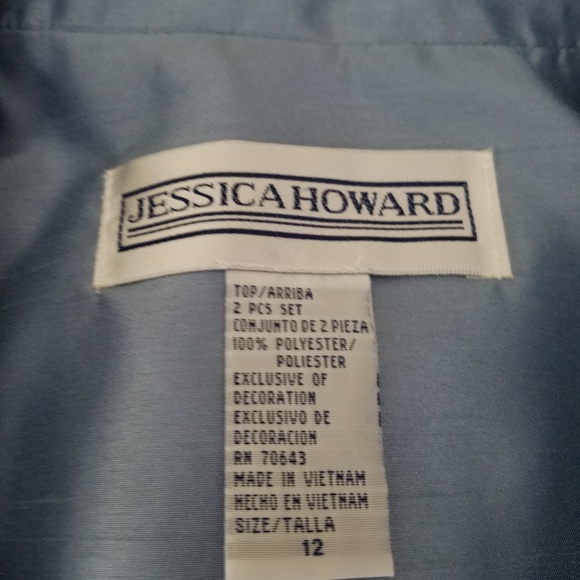 JESSICA HOWARD
TOP/ARRIBA
2 PCS SET
CONJUNTO DE 2 PIEZA
100% POLYESTER/
POLIESTER
EXCLUSIVE OF
DECORATION
EXCLUSIVO DE
DECORACION
RN 70643
MADE IN VIETNAM
HECHO EN VIETNAM
SIZE/TALLA
12